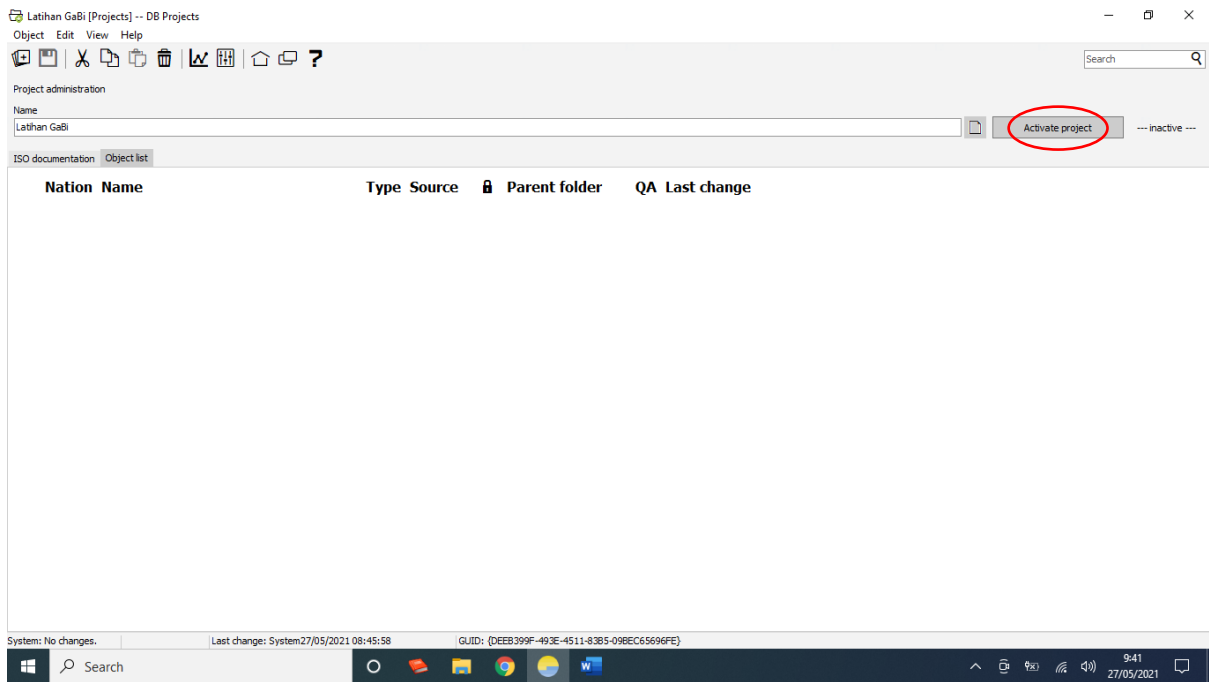 Latihan GaBi [Projects] -- DB Projects
Object Edit View Help
Search
Project administration
Name
Latihan GaBi
Activate project
--- inactive ---
ISO documentation Object list
Nation Name Type Source Parent folder QA Last change
System: No changes. Last change: System27/05/2021 08:45:58 GUID: {DEEB399F-493E-4511-83B5-09BEC65696FE}
Search
9:41
27/05/2021